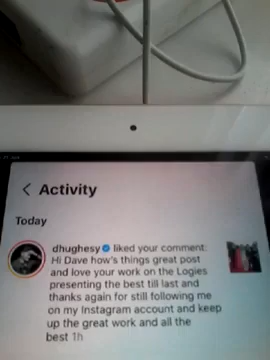 Activity
Today
dhughesy liked your comment:
Hi Dave how's things great post
and love your work on the Logies
presenting the best till last and
thanks again for still following me
on my Instagram account and keep
up the great work and all the
best 1h